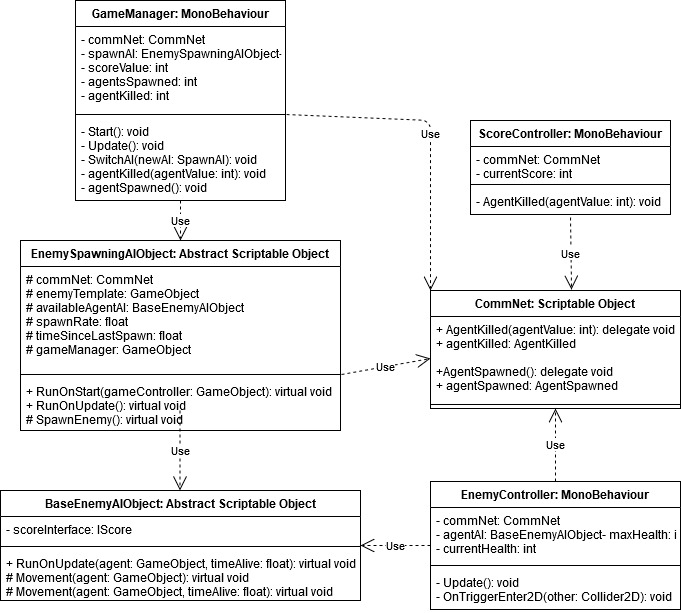 GameManager: MonoBehaviour
- commNet: CommNet
- spawnAI: EnemySpawningAIObject-
- scoreValue: int
- agentsSpawned: int
- agentKilled: int
- Start(): void
- Update(): void
- SwitchAI(newAI: SpawnAI): void
- agentKilled(agentValue: int): void
- agentSpawned(): void
Use
Use
ScoreController: MonoBehaviour
- commNet: CommNet
- currentScore: int
- AgentKilled(agentValue: int): void
Use
EnemySpawningAIObject: Abstract Scriptable Object
# commNet: CommNet
# enemyTemplate: GameObject
# availableAgentAI: BaseEnemyAIObject
# spawnRate: float
# timeSinceLastSpawn: float
# gameManager: GameObject
+ RunOnStart(gameController: GameObject): virtual void
+ RunOnUpdate(): virtual void
# SpawnEnemy(): virtual void
Use
Use
CommNet: Scriptable Object
+ AgentKilled(agentValue: int): delegate void
+ agentKilled: AgentKilled
+AgentSpawned(): delegate void
+ agentSpawned: AgentSpawned
Use
BaseEnemyAIObject: Abstract Scriptable Object
- scoreInterface: IScore
+ RunOnUpdate(agent: GameObject, timeAlive: float): virtual void
# Movement(agent: GameObject): virtual void
# Movement(agent: GameObject, timeAlive: float): virtual void
Use
EnemyController: MonoBehaviour
- commNet: CommNet
- agentAI: BaseEnemyAIObject- maxHealth: i
- currentHealth: int
- Update(): void
- OnTriggerEnter2D(other: Collider2D): void